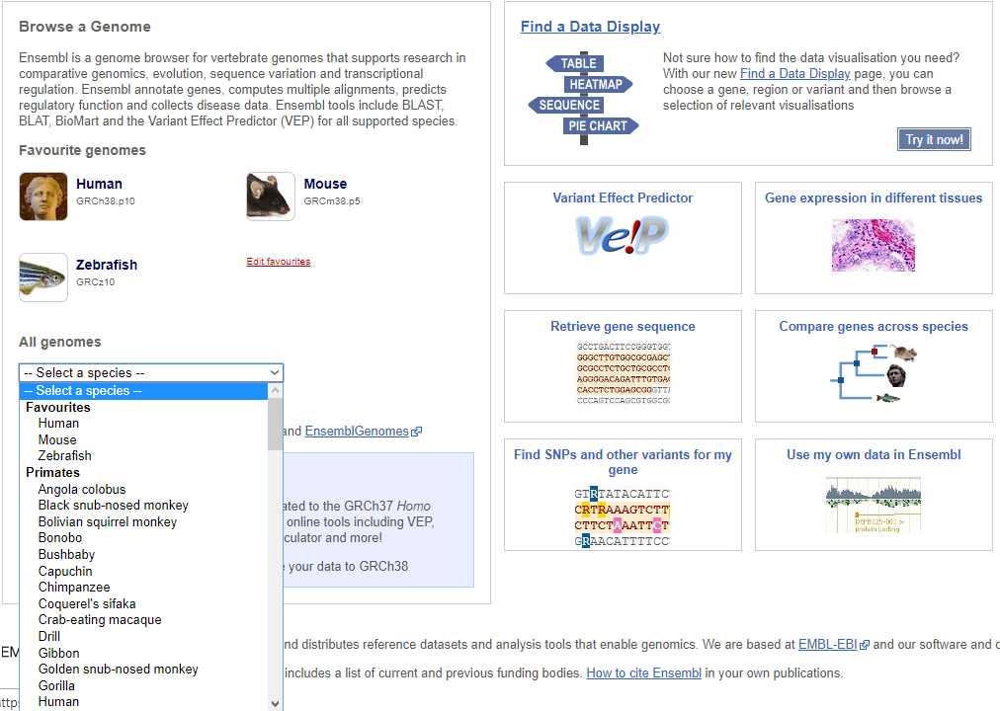 Browse a Genome
Ensembl is a genome browser for vertebrate genomes that supports research in
comparative genomics, evolution, sequence variation and transcriptional
regulation. Ensembl annotate genes, computes multiple alignments, predicts
regulatory function and collects disease data. Ensembl tools include BLAST,
BLAT, BioMart and the Variant Effect Predictor (VEP) for all supported species.
Favourite genomes
Human
GRCh38.p10
Mouse
GRCm38.p5
Zebrafish
GRCz10
Edit favourites
All genomes
-- Select a species --
-- Select a species --
Favourites
Human
Mouse
Zebrafish
Primates
Angola colobus
Black snub-nosed monkey
Bolivian squirrel monkey
Bonobo
Bushbaby
Capuchin
Chimpanzee
Coquerel's sifaka
Crab-eating macaque
Drill
Gibbon
Golden snub-nosed monkey
Gorilla
Human
and EnsemblGenomes
ated to the GRCh37 Homo
online tools including VEP,
culator and more!
your data to GRCh38
Find a Data Display
TABLE
HEATMAP
SEQUENCE
PIE CHART
Not sure how to find the data visualisation you need?
With our new Find a Data Display page, you can
choose a gene, region or variant and then browse a
selection of relevant visualisations
Try it now!
Variant Effect Predictor
Ve!P
Gene expression in different tissues
Retrieve gene sequence
GCCTGACTTCCGGGTGGT
GGGCTTGTGGCGCGAGCT
GCGCCTCTGCTGCGCCTC
AGGGGACAGATTTGTGAC
CACCTCTGGAGCGGGTTA
CCCAGTCCAGCGTGGCGC
Compare genes across species
Find SNPs and other variants for my
gene
GTRTATACATTC
CRTRAAAGTCTT
CTTCTAAATTCT
GRAACATTTTCC
Use my own data in Ensembl
DEFB125-001 >
protein coding
EM
nd distributes reference datasets and analysis tools that enable genomics. We are based at EMBL-EBI and our software and
includes a list of current and previous funding bodies. How to cite Ensembl in your own publications.